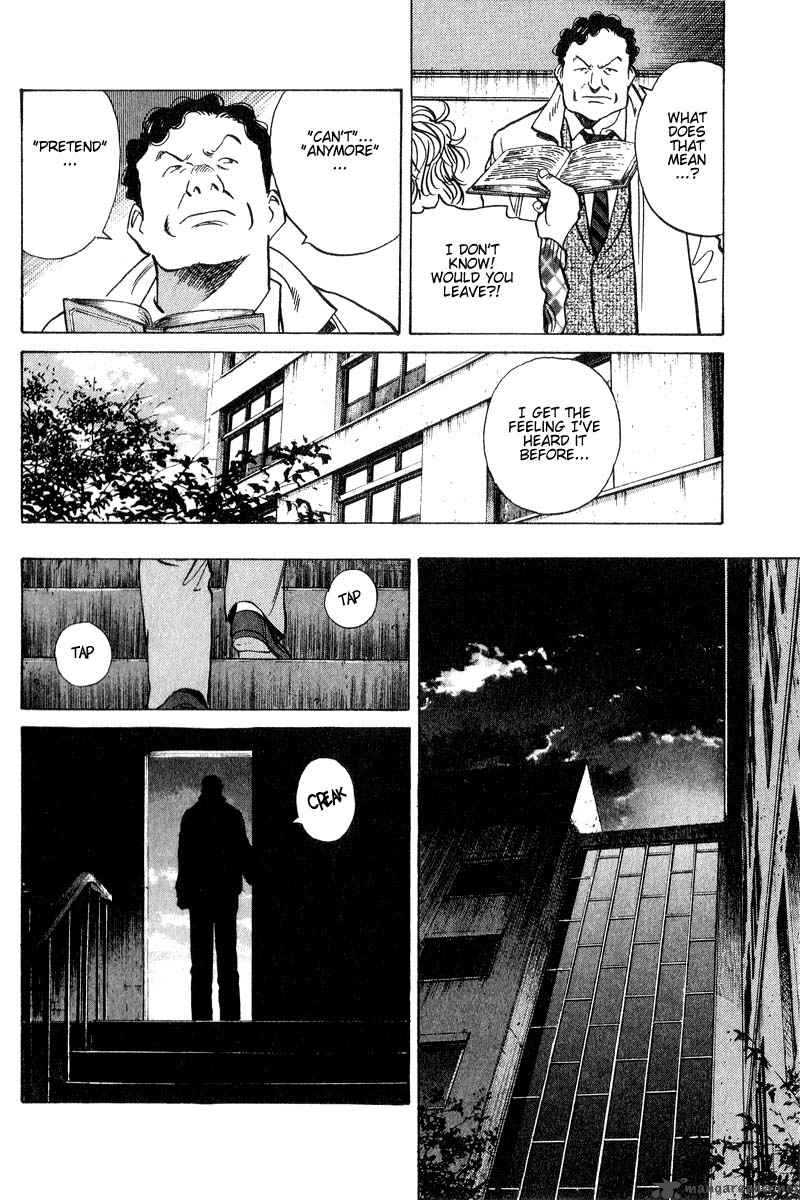 WHAT
DOES
THAT
MEAN
...?
I DON'T
KNOW!
WOULD YOU
LEAVE?!
"CAN'T"...
"ANYMORE"
...
"PRETEND"
...
I GET THE
FEELING I'VE
HEARD IT
BEFORE...
TAP
TAP
CREAK